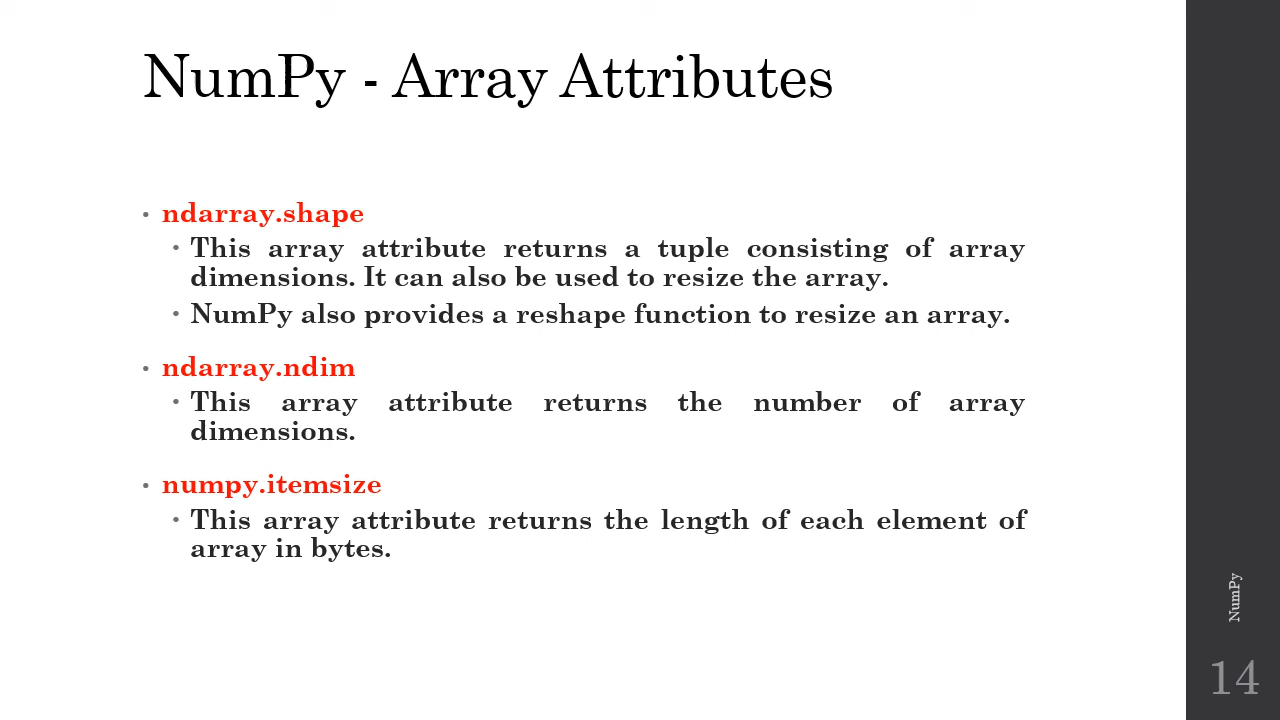 NumPy - Array Attributes
• ndarray.shape
• This array attribute returns a tuple consisting of array
dimensions. It can also be used to resize the array.
• NumPy also provides a reshape function to resize an array.
• ndarray.ndim
• This array attribute returns the number of array
dimensions.
• numpy.itemsize
• This array attribute returns the length of each element of
array in bytes.
NumPy
14